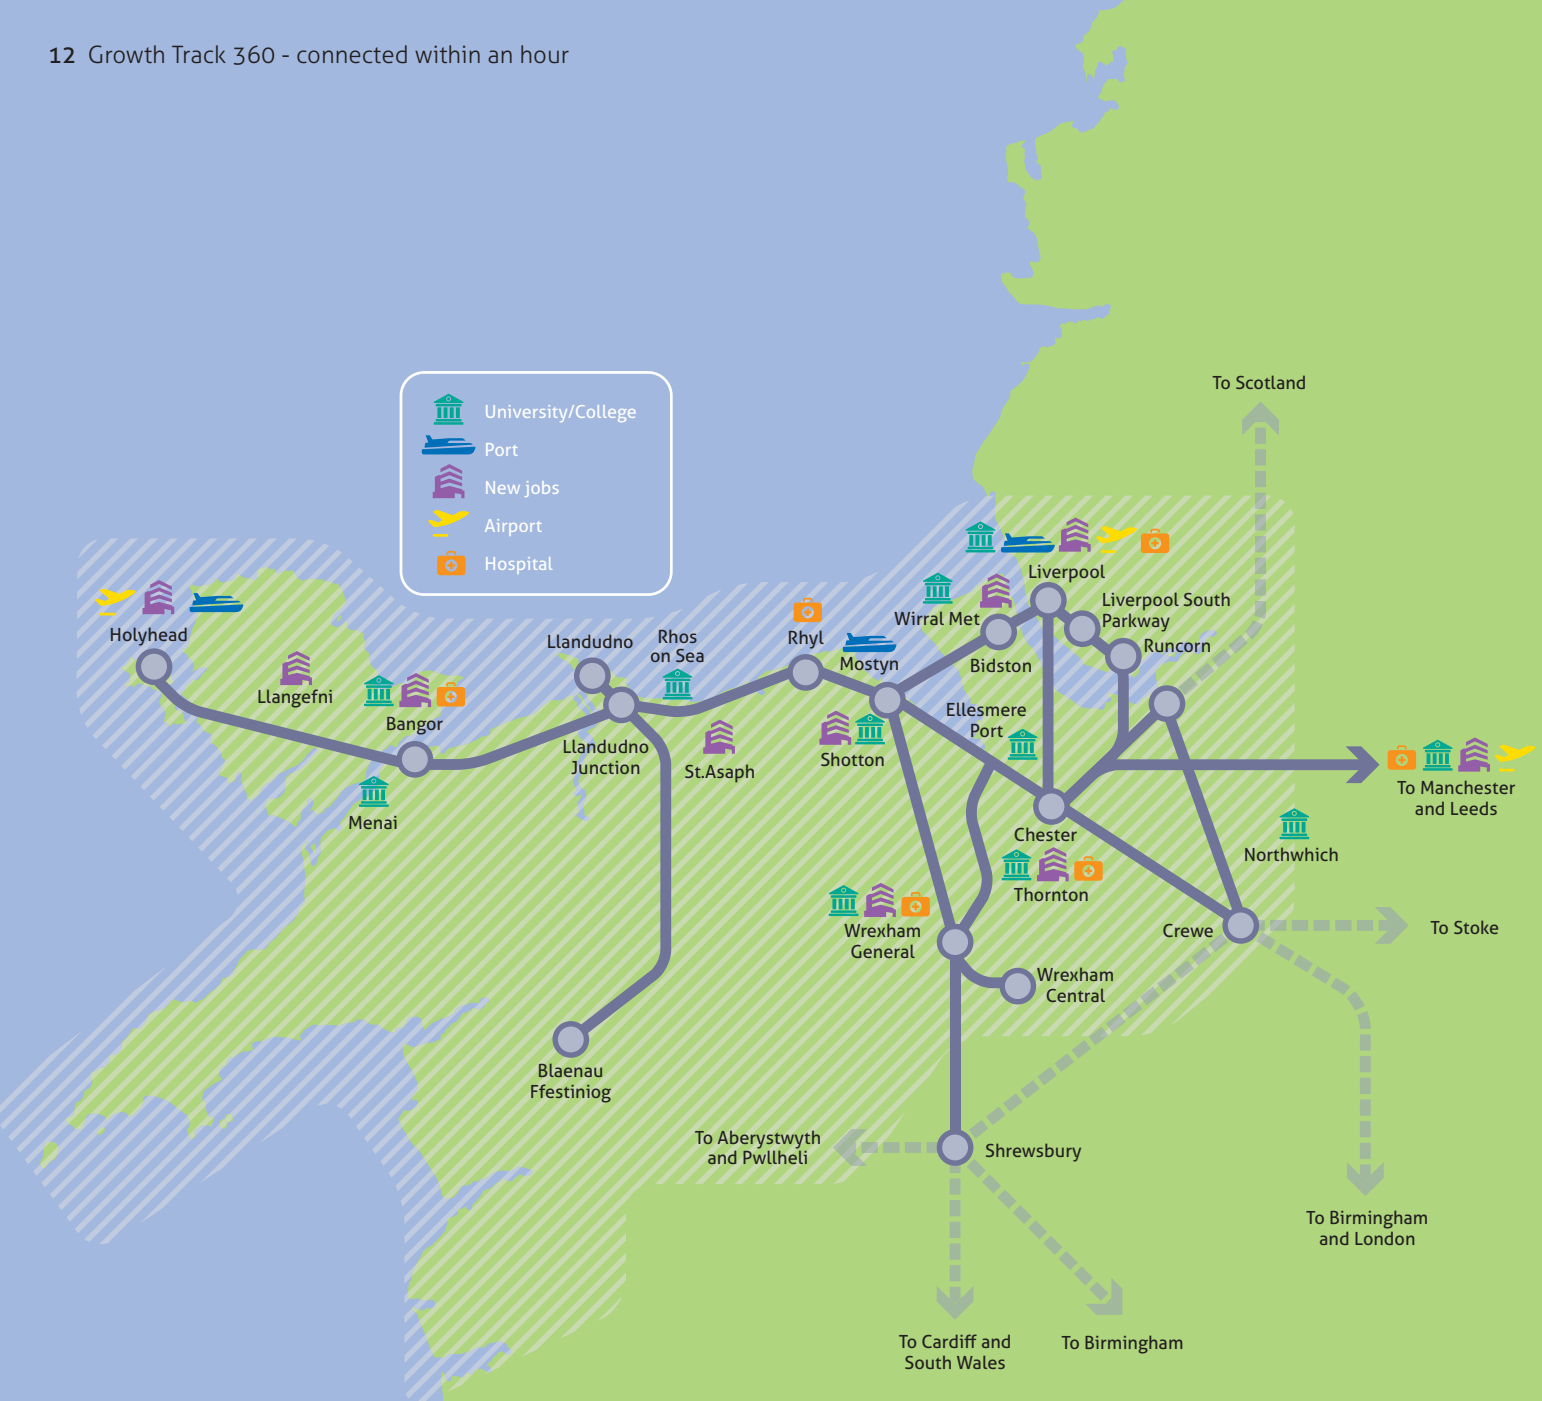 12 Growth Track 360 - connected within an hour
To Scotland
University/College
Port
New jobs
Airport
Hospital
Liverpool
Liverpool South
Parkway
Wirral Met
Runcorn
Bidston
Holyhead
Llangefni
Bangor
Menai
Llandudno
Rhos
on Sea
Rhyl
Mostyn
Llandudno
Junction
St.Asaph
Shotton
Ellesmere
Port
Chester
Thornton
To Manchester
and Leeds
Northwhich
Wrexham
General
Crewe
To Stoke
Wrexham
Central
Blaenau
Ffestiniog
To Aberystwyth
and Pwllheli
Shrewsbury
To Birmingham
and London
To Cardiff and
South Wales
To Birmingham